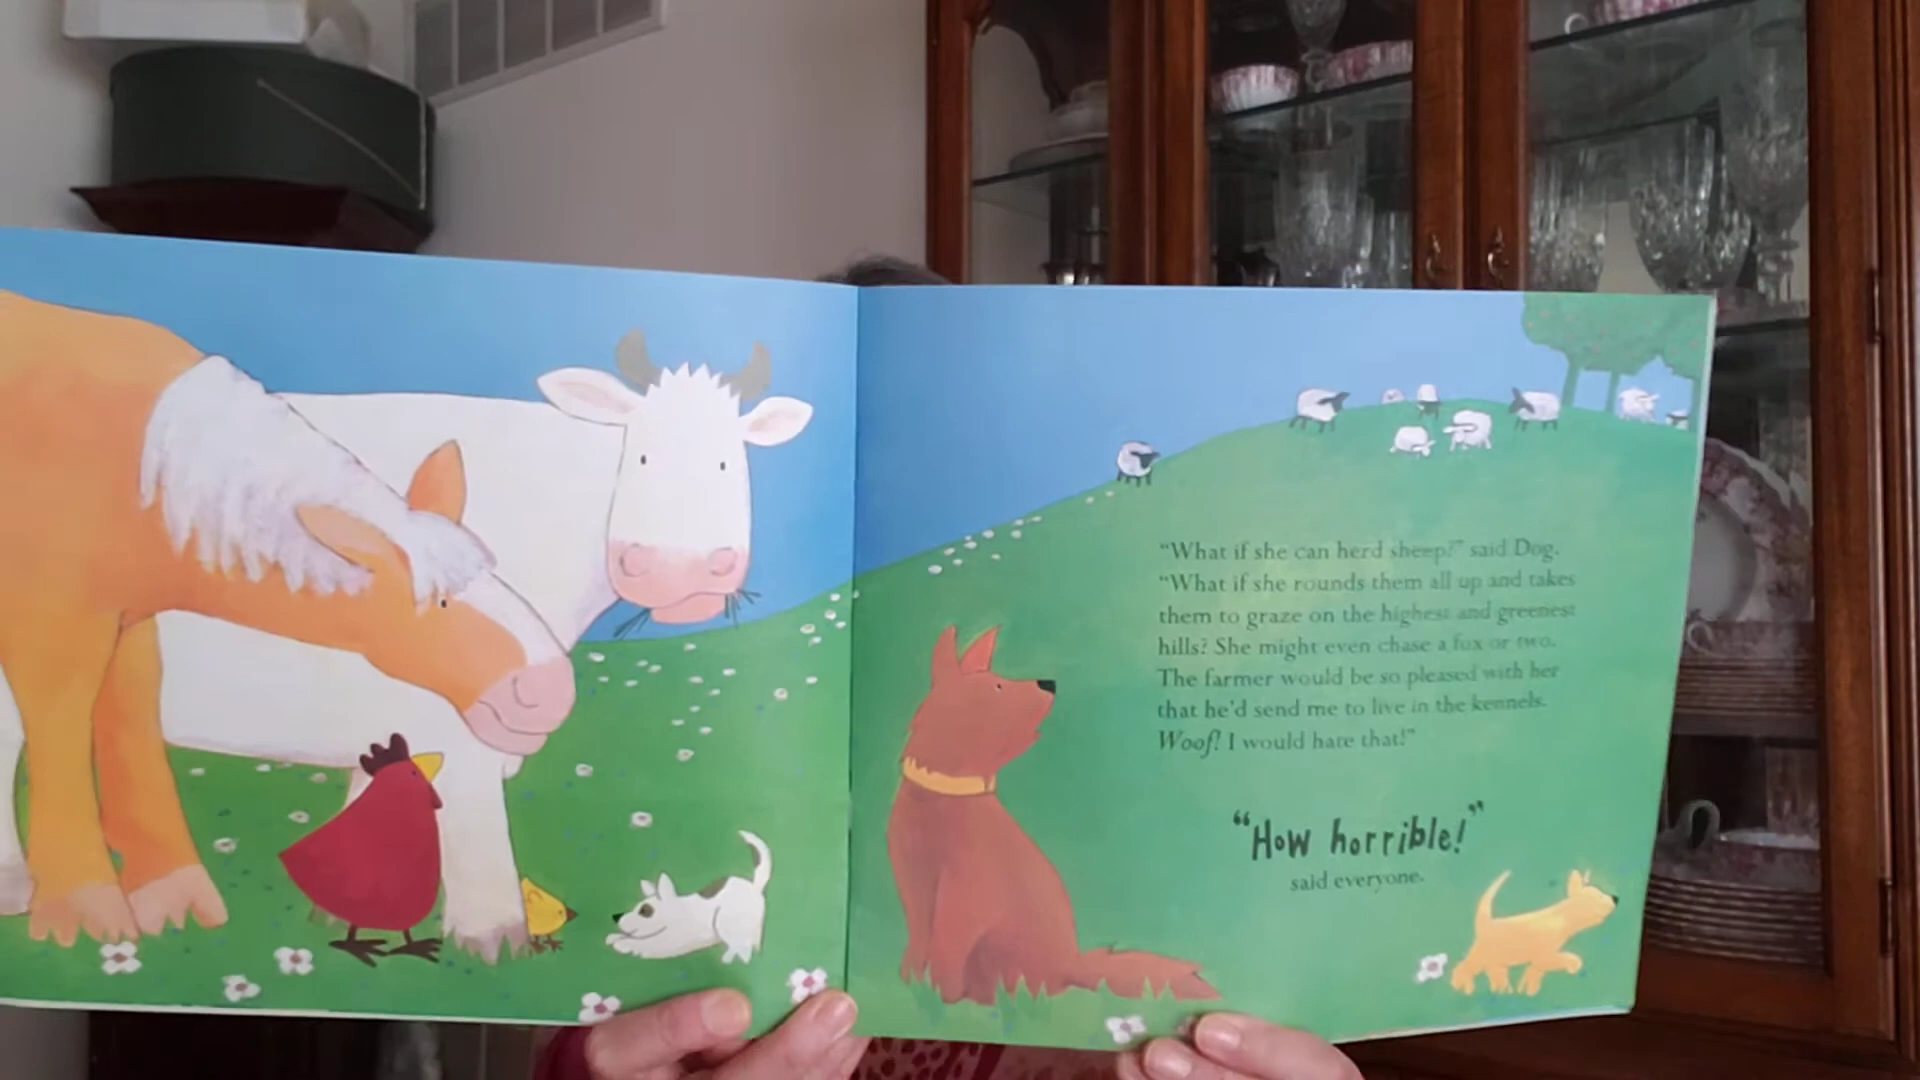 “What if she can herd sheep?” said Dog.
“What if she rounds them all up and takes
them to graze on the highest and greenest
hills? She might even chase a fox or two.
The farmer would be so pleased with her
that he’d send me to live in the kennels.
Woof! I would hate that!”
“How horrible!”
said everyone.